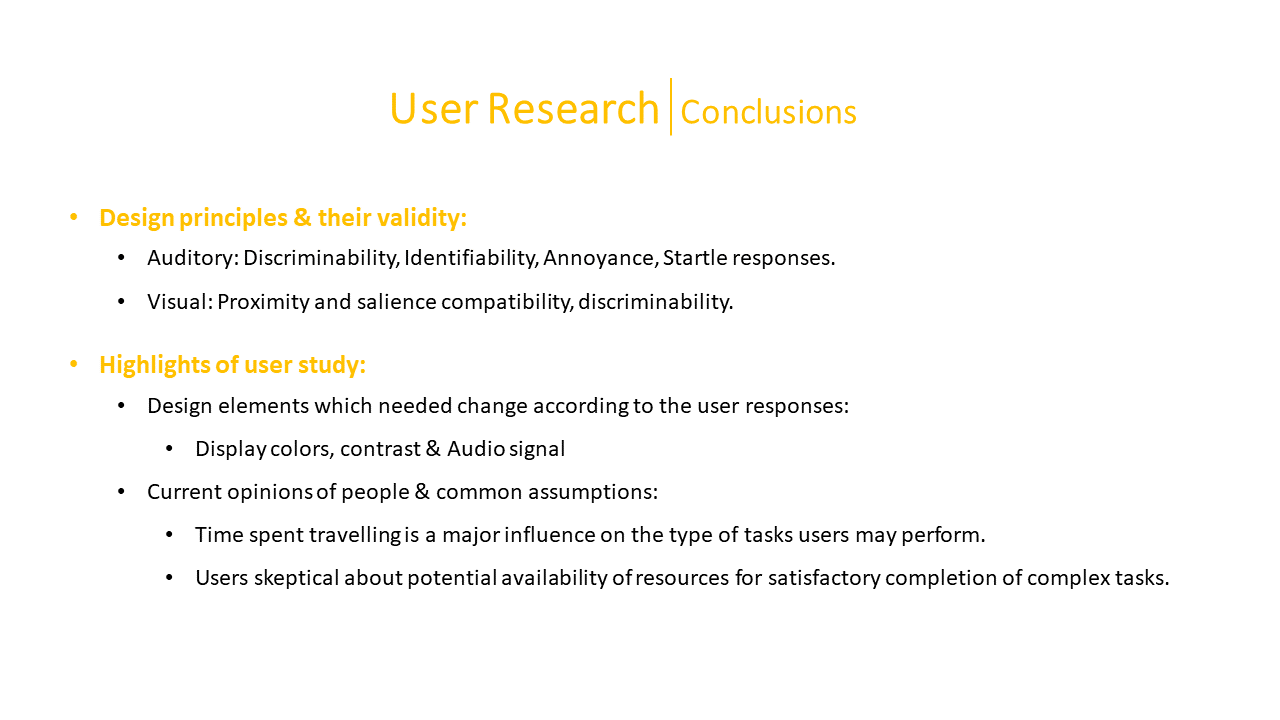 User Research | Conclusions
• Design principles & their validity:
• Auditory: Discriminability, Identifiability, Annoyance, Startle responses.
• Visual: Proximity and salience compatibility, discriminability.
• Highlights of user study:
• Design elements which needed change according to the user responses:
• Display colors, contrast & Audio signal
• Current opinions of people & common assumptions:
• Time spent travelling is a major influence on the type of tasks users may perform.
• Users skeptical about potential availability of resources for satisfactory completion of complex tasks.